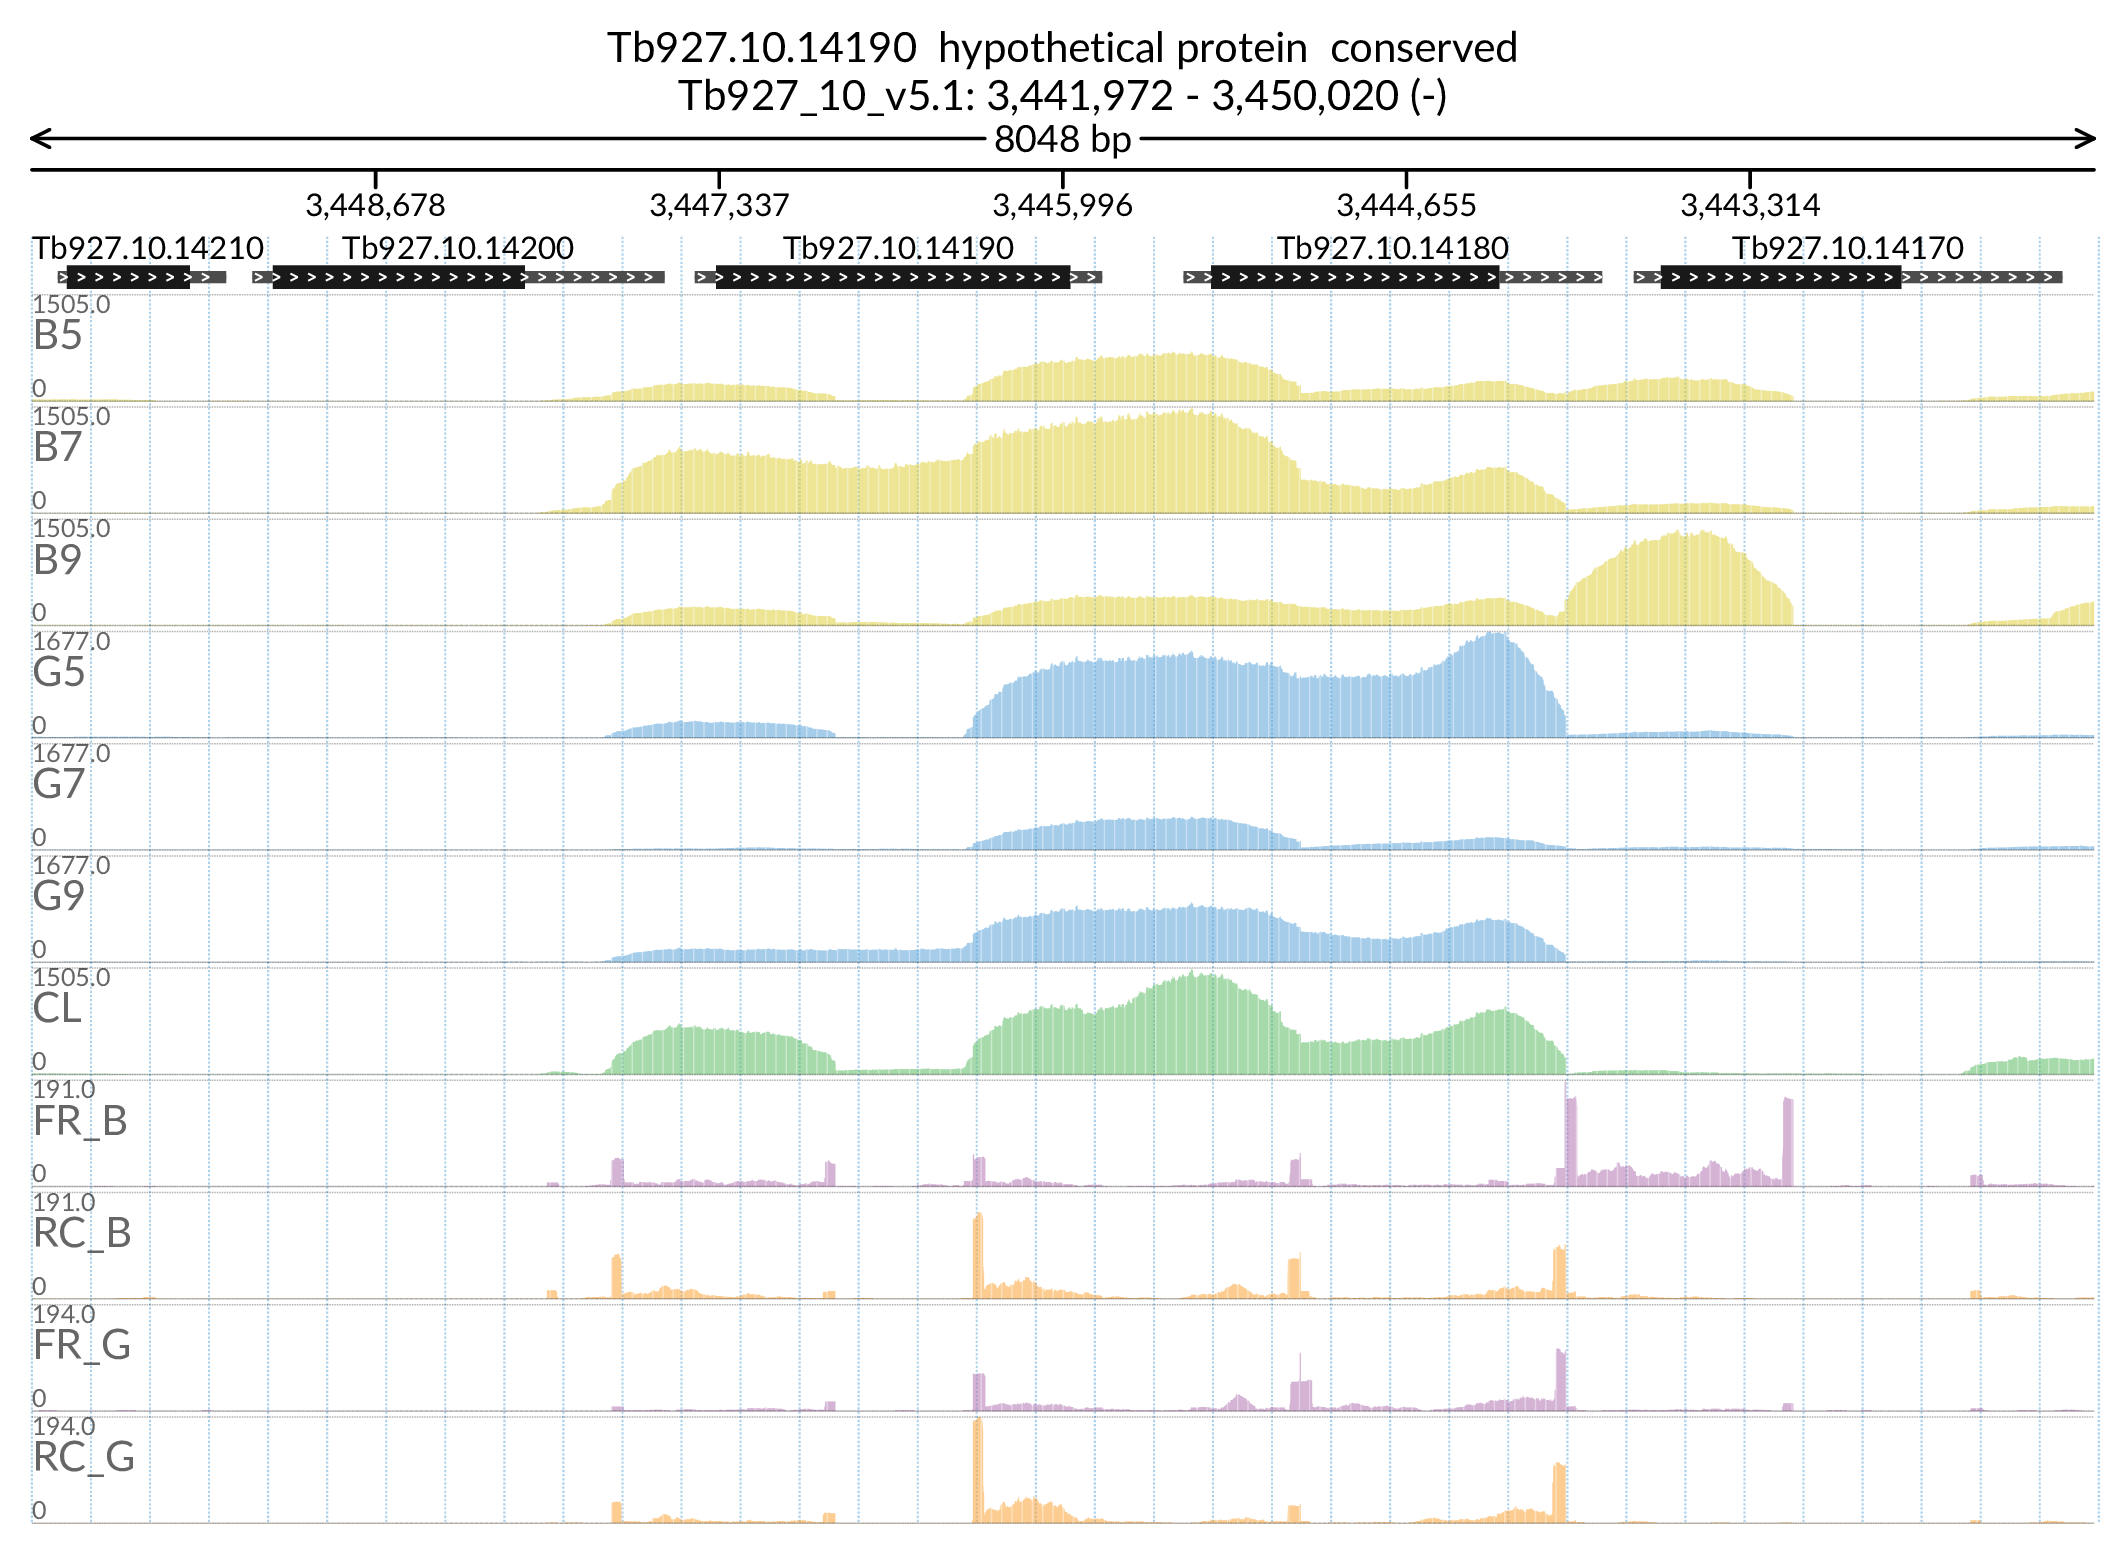 Tb927.10.14190  hypothetical protein  conserved
Tb927_10_v5.1: 3,441,972 - 3,450,020 (-)
8048 bp
3,448,678 3,447,337 3,445,996 3,444,655 3,443,314
Tb927.10.14210 Tb927.10.14200 Tb927.10.14190 Tb927.10.14180 Tb927.10.14170
1505.0
B5
0
1505.0
B7
0
1505.0
B9
0
1677.0
G5
0
1677.0
G7
0
1677.0
G9
0
1505.0
CL
0
191.0
FR_B
0
191.0
RC_B
0
194.0
FR_G
0
194.0
RC_G
0